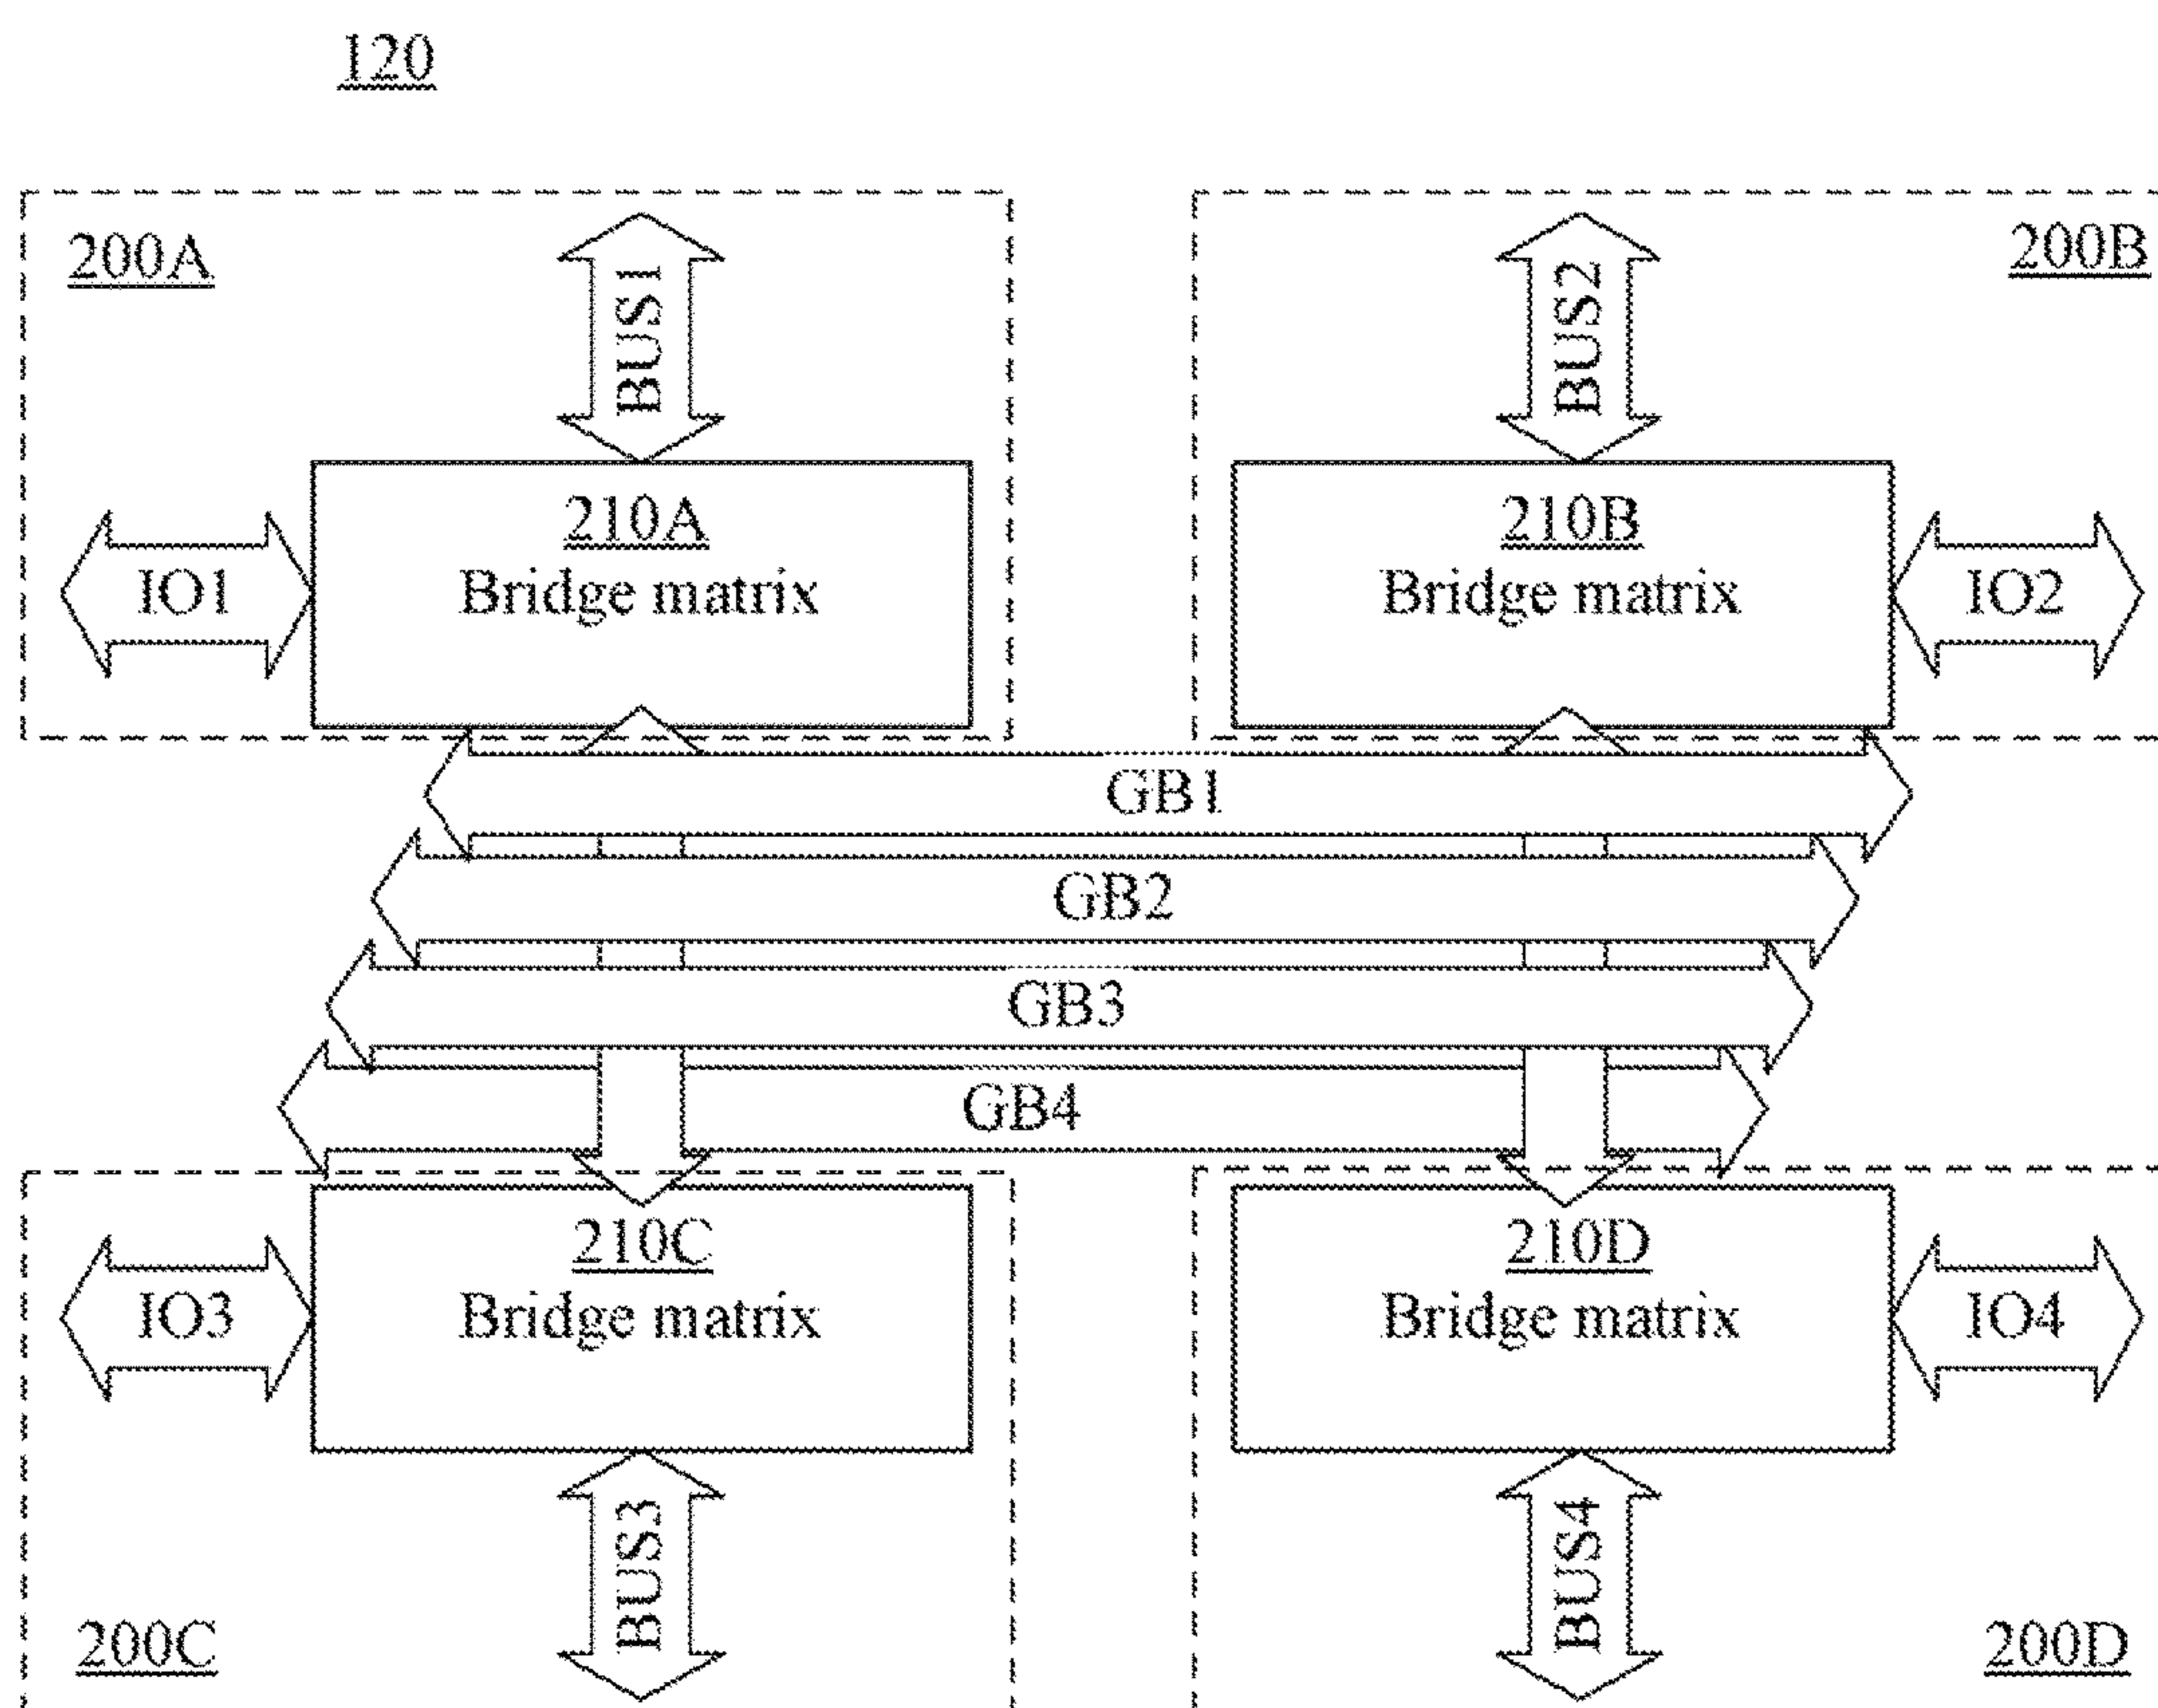 120
200A
200B
BUS1
BUS2
210A
Bridge matrix
210B
Bridge matrix
IO1
IO2
GB1
GB2
GB3
GB4
210C
Bridge matrix
210D
Bridge matrix
IO3
IO4
BUS3
BUS4
200C
200D